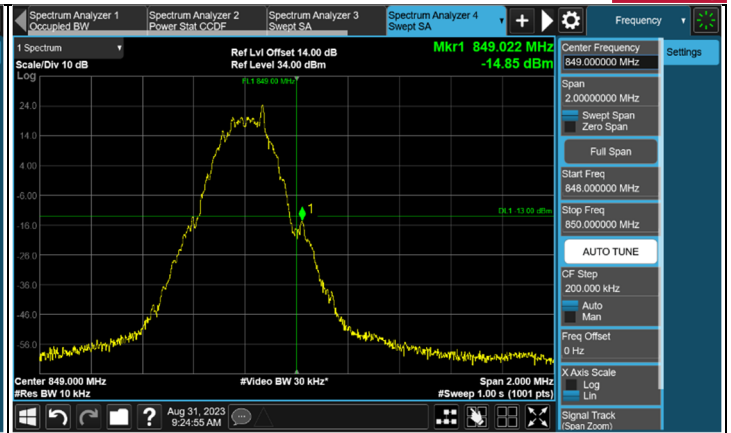 Spectrum Analyzer 1
Occupied BW
Spectrum Analyzer 2
Power Stat CCDF
Spectrum Analyzer 3
Swept SA
Spectrum Analyzer 4
Swept SA
Frequency
1 Spectrum
Scale/Div 10 dB
Log
Ref Lvl Offset 14.00 dB
Ref Level 34.00 dBm
Mkr1 849.022 MHz
-14.85 dBm
FL1 849.00 MHz
24.0
14.0
4.00
-6.00
-16.0
-26.0
-36.0
-46.0
-56.0
DL1 -13.00 dBm
1
Center 849.000 MHz
#Res BW 10 kHz
#Video BW 30 kHz*
Span 2.000 MHz
#Sweep 1.00 s (1001 pts)
Center Frequency
849.000000 MHz
Settings
Span
2.00000000 MHz
Swept Span
Zero Span
Full Span
Start Freq
848.000000 MHz
Stop Freq
850.000000 MHz
AUTO TUNE
CF Step
200.000 kHz
Auto
Man
Freq Offset
0 Hz
X Axis Scale
Log
Lin
Signal Track
(Span Zoom)
?
Aug 31, 2023
9:24:55 AM